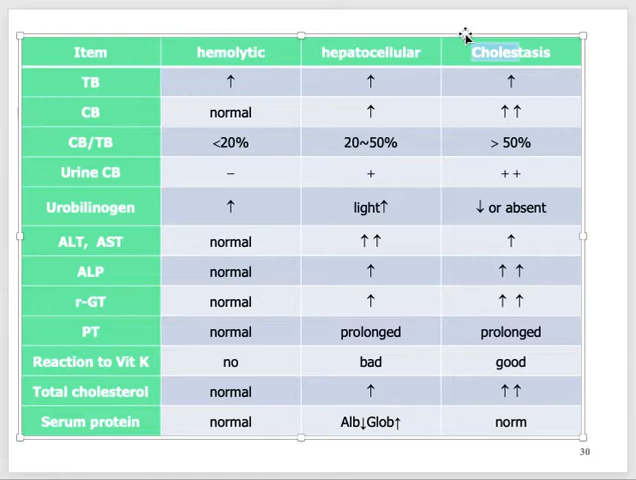 Item hemolytic hepatocellular Cholestasis
TB ↑ ↑ ↑
CB normal ↑ ↑↑
CB/TB <20% 20~50% > 50%
Urine CB – + ++
Urobilinogen ↑ light↑ ↓ or absent
ALT, AST normal ↑↑ ↑
ALP normal ↑ ↑ ↑
r-GT normal ↑ ↑ ↑
PT normal prolonged prolonged
Reaction to Vit K no bad good
Total cholesterol normal ↑ ↑↑
Serum protein normal Alb↓Glob↑ norm
30